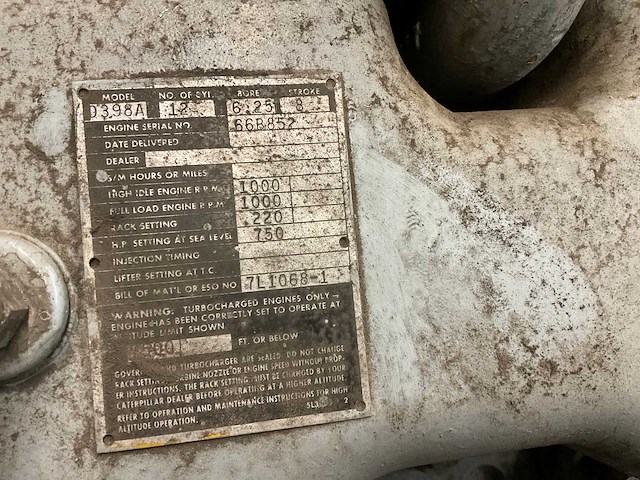 MODEL NO. OF CYL. BORE STROKE
D398A 12 6.25 8
ENGINE SERIAL NO. 66B852
DATE DELIVERED
DEALER
S/M HOURS OR MILES
HIGH IDLE ENGINE R.P.M. 1000
FULL LOAD ENGINE R.P.M. 1000
RACK SETTING .220
H.P. SETTING AT SEA LEVEL 750
INJECTION TIMING
LIFTER SETTING AT T.C.
BILL OF MAT'L OR ESO NO 7L1068-1
WARNING: TURBOCHARGED ENGINES ONLY—
ENGINE HAS BEEN CORRECTLY SET TO OPERATE AT
ALTITUDE LIMIT SHOWN
FT. OR BELOW
TURBOCHARGER ARE SEALED. DO NOT CHANGE
RACK SETTING, NOZZLE OR ENGINE SPEED WITHOUT PROP-
ER INSTRUCTIONS. THE RACK SETTING MUST BE CHANGED BY YOUR
CATERPILLAR DEALER BEFORE OPERATING AT A HIGHER ALTITUDE.
REFER TO OPERATION AND MAINTENANCE INSTRUCTIONS FOR HIGH
ALTITUDE OPERATION.